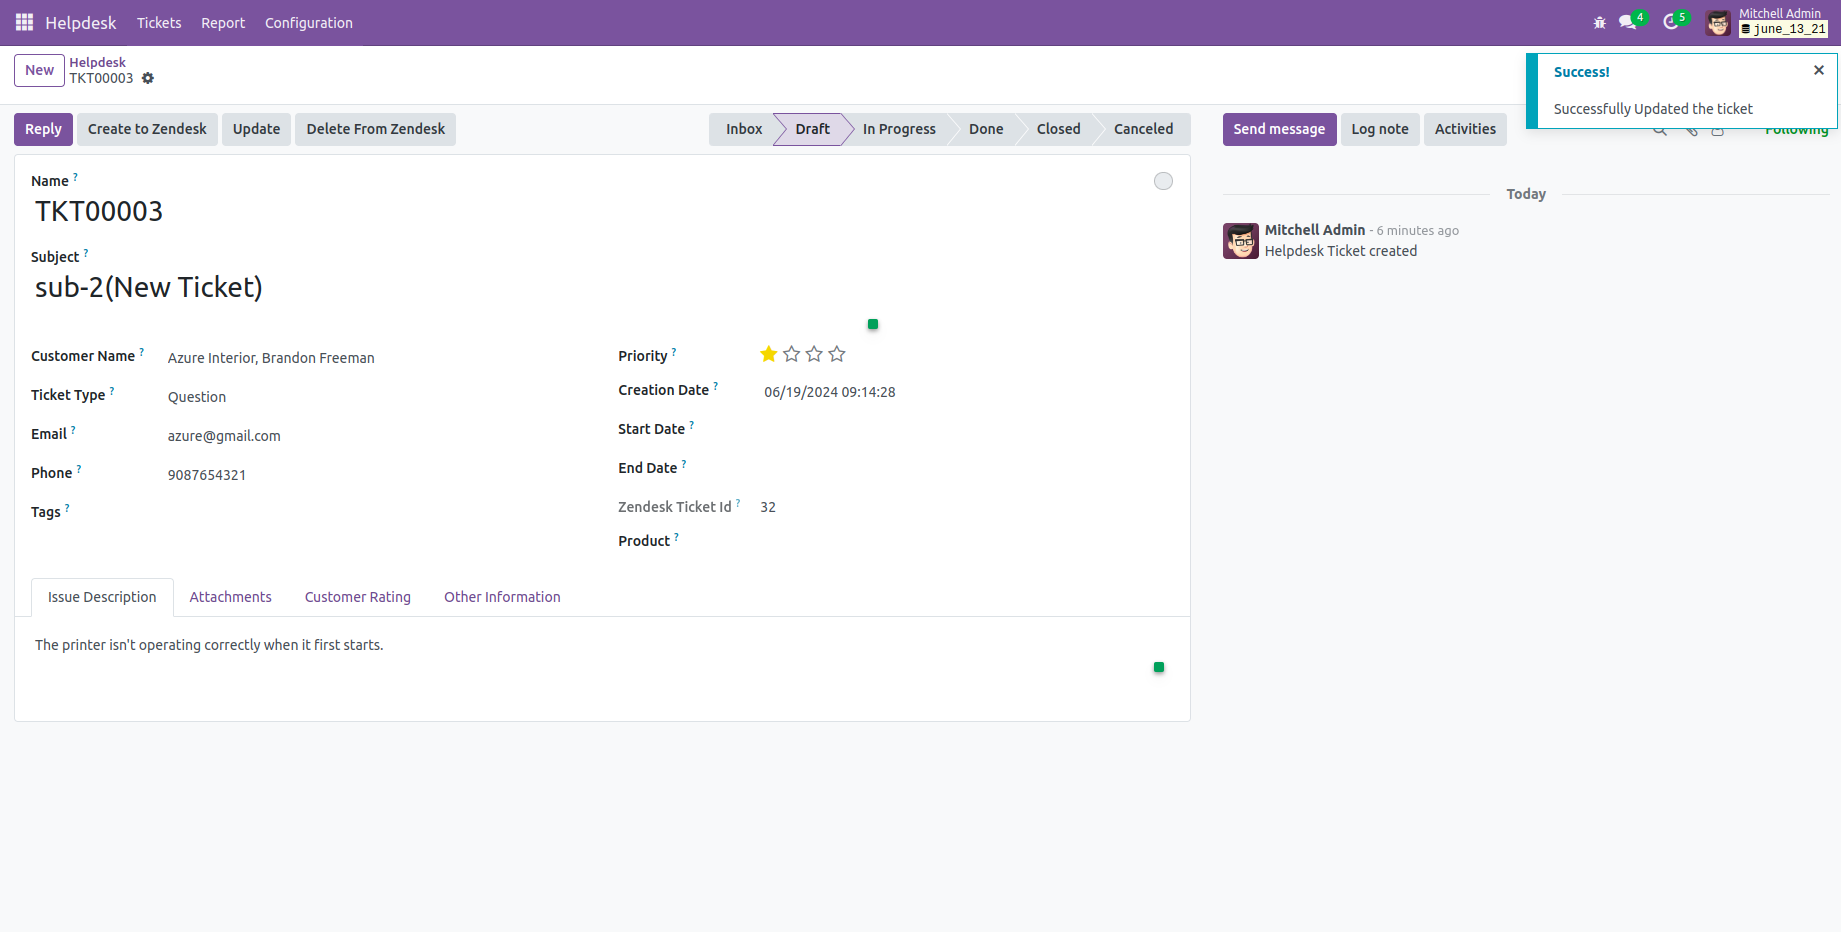 Helpdesk Tickets Report Configuration 4 5 Mitchell Admin
june_13_21
New Helpdesk
TKT00003
Success!
Successfully Updated the ticket
Reply Create to Zendesk Update Delete From Zendesk Inbox Draft In Progress Done Closed Canceled Send message Log note Activities Following
Name ?
TKT00003
Subject ?
sub-2(New Ticket)
Customer Name ? Azure Interior, Brandon Freeman
Ticket Type ? Question
Email ? azure@gmail.com
Phone ? 9087654321
Tags ?
Priority ?
Creation Date ? 06/19/2024 09:14:28
Start Date ?
End Date ?
Zendesk Ticket Id ? 32
Product ?
Issue Description Attachments Customer Rating Other Information
The printer isn't operating correctly when it first starts.
Today
Mitchell Admin - 6 minutes ago
Helpdesk Ticket created